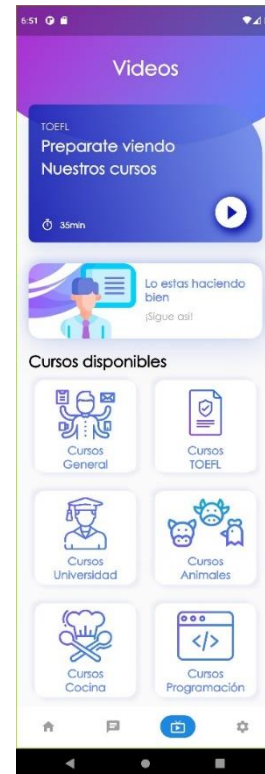 6:51
Videos
TOEFL
Preparate viendo
Nuestros cursos
35min
Lo estas haciendo
bien
¡Sigue asi!
Cursos disponibles
Cursos
General
Cursos
TOEFL
Cursos
Universidad
Cursos
Animales
Cursos
Cocina
</>
Cursos
Programación